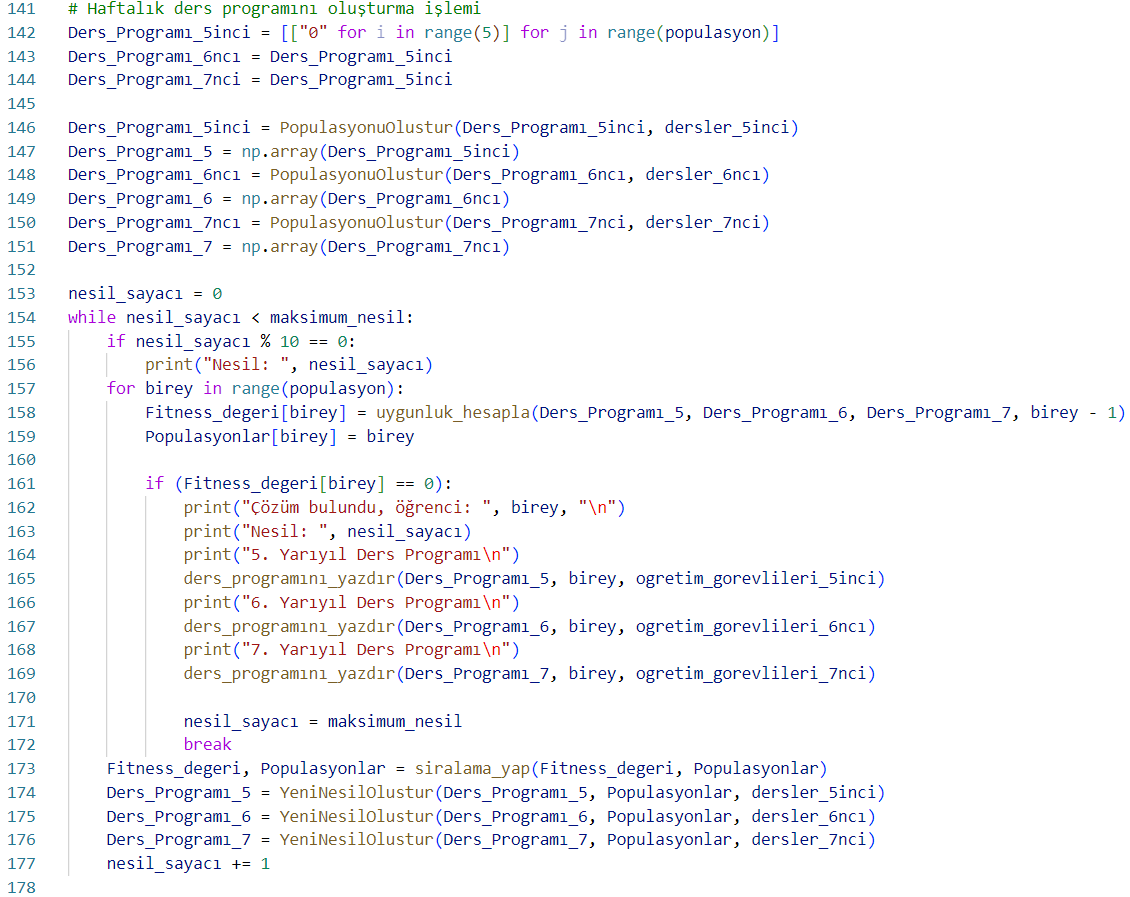 141 # Haftalık ders programını oluşturma işlemi
142 Ders_Programı_5inci = [["0" for i in range(5)] for j in range(populasyon)]
143 Ders_Programı_6ncı = Ders_Programı_5inci
144 Ders_Programı_7nci = Ders_Programı_5inci
145
146 Ders_Programı_5inci = PopulasyonuOlustur(Ders_Programı_5inci, dersler_5inci)
147 Ders_Programı_5 = np.array(Ders_Programı_5inci)
148 Ders_Programı_6ncı = PopulasyonuOlustur(Ders_Programı_6ncı, dersler_6ncı)
149 Ders_Programı_6 = np.array(Ders_Programı_6ncı)
150 Ders_Programı_7ncı = PopulasyonuOlustur(Ders_Programı_7nci, dersler_7nci)
151 Ders_Programı_7 = np.array(Ders_Programı_7ncı)
152
153 nesil_sayacı = 0
154 while nesil_sayacı < maksimum_nesil:
155     if nesil_sayacı % 10 == 0:
156         print("Nesil: ", nesil_sayacı)
157     for birey in range(populasyon):
158         Fitness_degeri[birey] = uygunluk_hesapla(Ders_Programı_5, Ders_Programı_6, Ders_Programı_7, birey - 1)
159         Populasyonlar[birey] = birey
160
161         if (Fitness_degeri[birey] == 0):
162             print("Çözüm bulundu, öğrenci: ", birey, "\n")
163             print("Nesil: ", nesil_sayacı)
164             print("5. Yarıyıl Ders Programı\n")
165             ders_programını_yazdır(Ders_Programı_5, birey, ogretim_gorevlileri_5inci)
166             print("6. Yarıyıl Ders Programı\n")
167             ders_programını_yazdır(Ders_Programı_6, birey, ogretim_gorevlileri_6ncı)
168             print("7. Yarıyıl Ders Programı\n")
169             ders_programını_yazdır(Ders_Programı_7, birey, ogretim_gorevlileri_7nci)
170
171             nesil_sayacı = maksimum_nesil
172             break
173     Fitness_degeri, Populasyonlar = siralama_yap(Fitness_degeri, Populasyonlar)
174     Ders_Programı_5 = YeniNesilOlustur(Ders_Programı_5, Populasyonlar, dersler_5inci)
175     Ders_Programı_6 = YeniNesilOlustur(Ders_Programı_6, Populasyonlar, dersler_6ncı)
176     Ders_Programı_7 = YeniNesilOlustur(Ders_Programı_7, Populasyonlar, dersler_7nci)
177     nesil_sayacı += 1
178